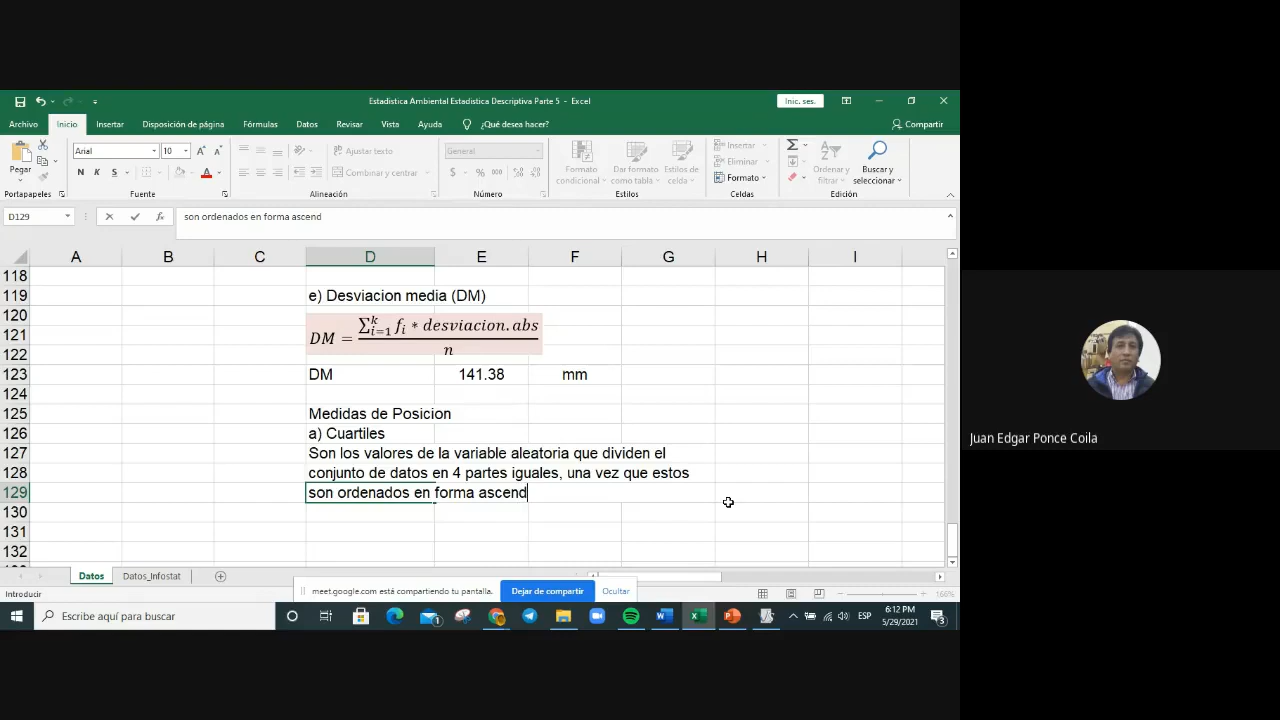 Estadistica Ambiental Estadistica Descriptiva Parte 5 - Excel
Inic. ses.
Archivo Inicio Insertar Disposición de página Fórmulas Datos Revisar Vista Ayuda ¿Qué desea hacer? Compartir
Pegar
Arial 10
N K S
Ajustar texto
Combinar y centrar
General
$ % 000
Formato condicional
Dar formato como tabla
Estilos de celda
Insertar
Eliminar
Formato
Ordenar y filtrar
Buscar y seleccionar
Portapapeles Fuente Alineación Número Estilos Celdas Edición
D129 fx son ordenados en forma ascend
A B C D E F G H I
118
119 e) Desviacion media (DM)
120
121 DM = ∑_{i=1}^{k} f_i * desviacion.abs / n
122
123 DM 141.38 mm
124
125 Medidas de Posicion
126 a) Cuartiles
127 Son los valores de la variable aleatoria que dividen el
128 conjunto de datos en 4 partes iguales, una vez que estos
129 son ordenados en forma ascend
130
131
132
Juan Edgar Ponce Coila
Datos Datos_Infostat
meet.google.com está compartiendo tu pantalla. Dejar de compartir Ocultar
Introducir 166%
Escribe aquí para buscar
ESP
6:12 PM
5/29/2021